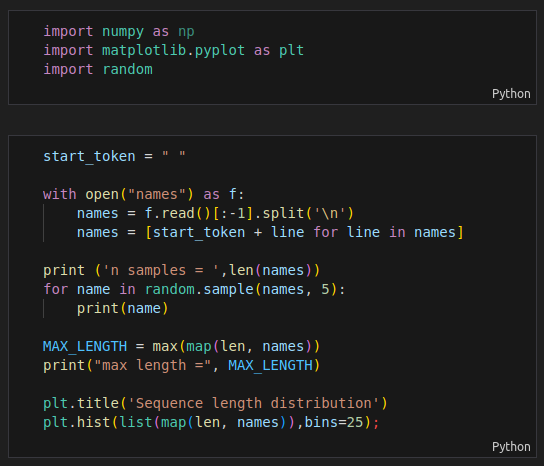 import numpy as np
import matplotlib.pyplot as plt
import random
Python
start_token = " "
with open("names") as f:
    names = f.read()[:-1].split('\n')
    names = [start_token + line for line in names]
print ('n samples = ',len(names))
for name in random.sample(names, 5):
    print(name)
MAX_LENGTH = max(map(len, names))
print("max length =", MAX_LENGTH)
plt.title('Sequence length distribution')
plt.hist(list(map(len, names)),bins=25);
Python